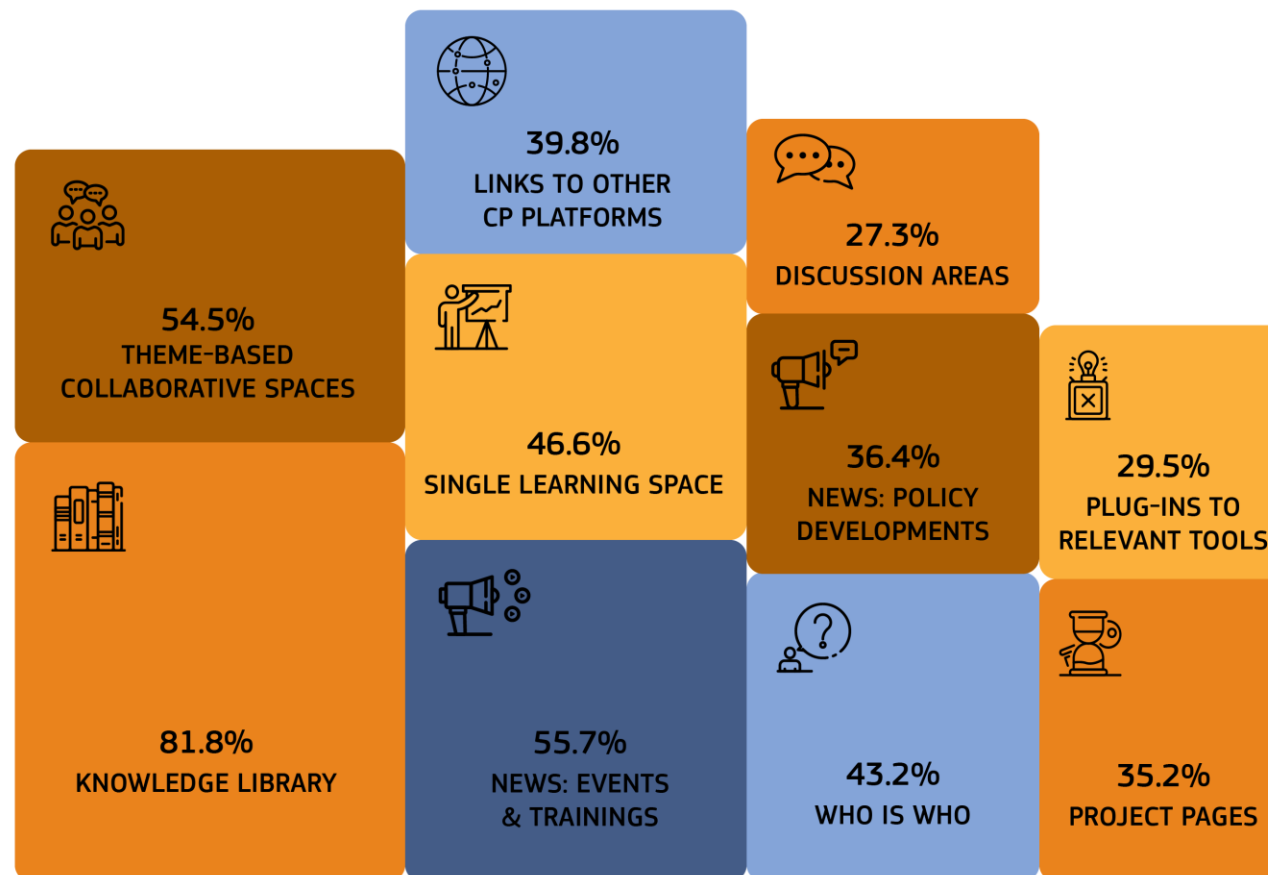 54.5%
THEME-BASED
COLLABORATIVE SPACES
81.8%
KNOWLEDGE LIBRARY
39.8%
LINKS TO OTHER
CP PLATFORMS
46.6%
SINGLE LEARNING SPACE
55.7%
NEWS: EVENTS
& TRAININGS
27.3%
DISCUSSION AREAS
36.4%
NEWS: POLICY
DEVELOPMENTS
43.2%
WHO IS WHO
29.5%
PLUG-INS TO
RELEVANT TOOLS
35.2%
PROJECT PAGES